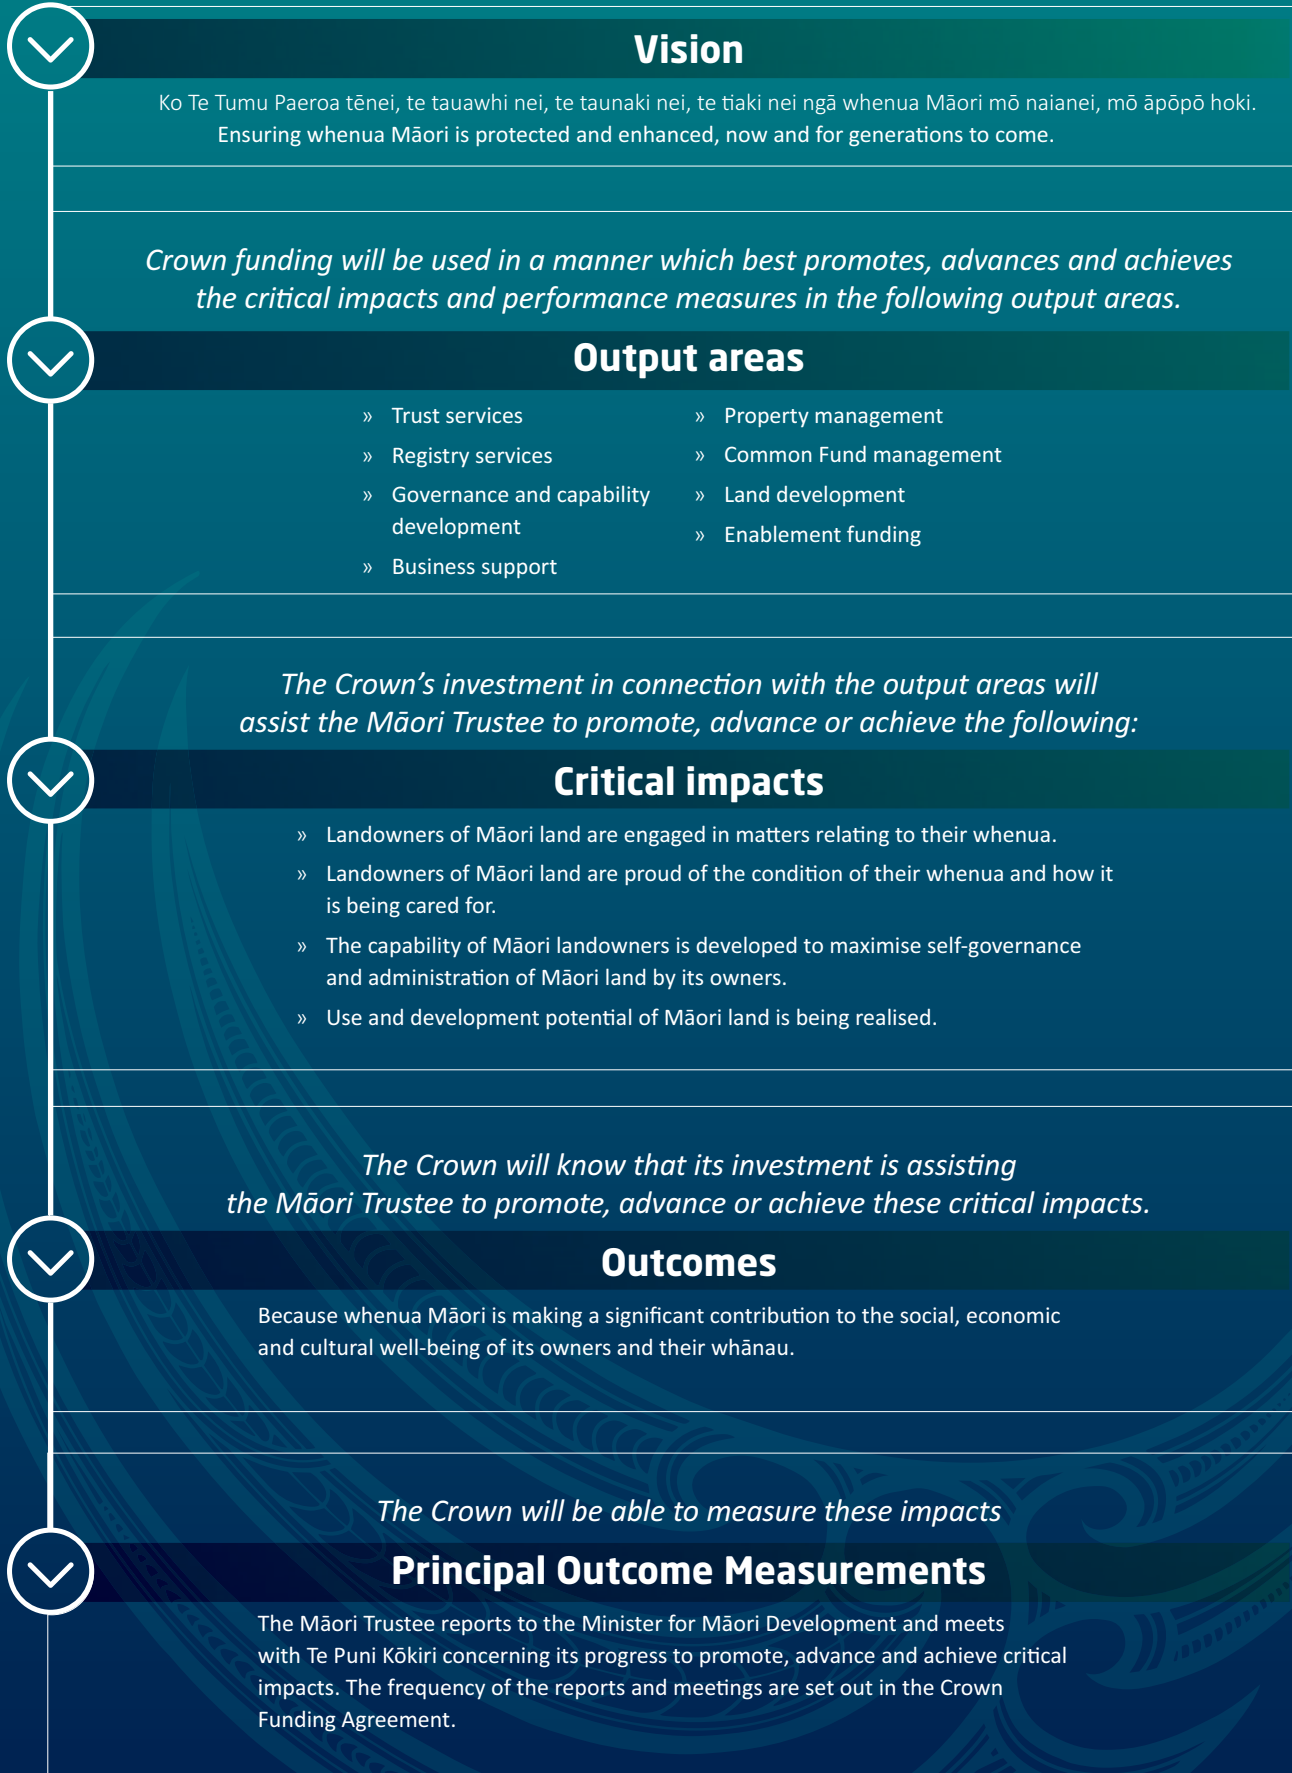 Vision
Ko Te Tumu Paeroa tēnei, te tauawhi nei, te taunaki nei, te tiaki nei ngā whenua Māori mō naianei, mō āpōpō hoki.
Ensuring whenua Māori is protected and enhanced, now and for generations to come.
Crown funding will be used in a manner which best promotes, advances and achieves
the critical impacts and performance measures in the following output areas.
Output areas
» Trust services
» Registry services
» Governance and capability
development
» Business support
» Property management
» Common Fund management
» Land development
» Enablement funding
The Crown’s investment in connection with the output areas will
assist the Māori Trustee to promote, advance or achieve the following:
Critical impacts
» Landowners of Māori land are engaged in matters relating to their whenua.
» Landowners of Māori land are proud of the condition of their whenua and how it
is being cared for.
» The capability of Māori landowners is developed to maximise self-governance
and administration of Māori land by its owners.
» Use and development potential of Māori land is being realised.
The Crown will know that its investment is assisting
the Māori Trustee to promote, advance or achieve these critical impacts.
Outcomes
Because whenua Māori is making a significant contribution to the social, economic
and cultural well-being of its owners and their whānau.
The Crown will be able to measure these impacts
Principal Outcome Measurements
The Māori Trustee reports to the Minister for Māori Development and meets
with Te Puni Kōkiri concerning its progress to promote, advance and achieve critical
impacts. The frequency of the reports and meetings are set out in the Crown
Funding Agreement.